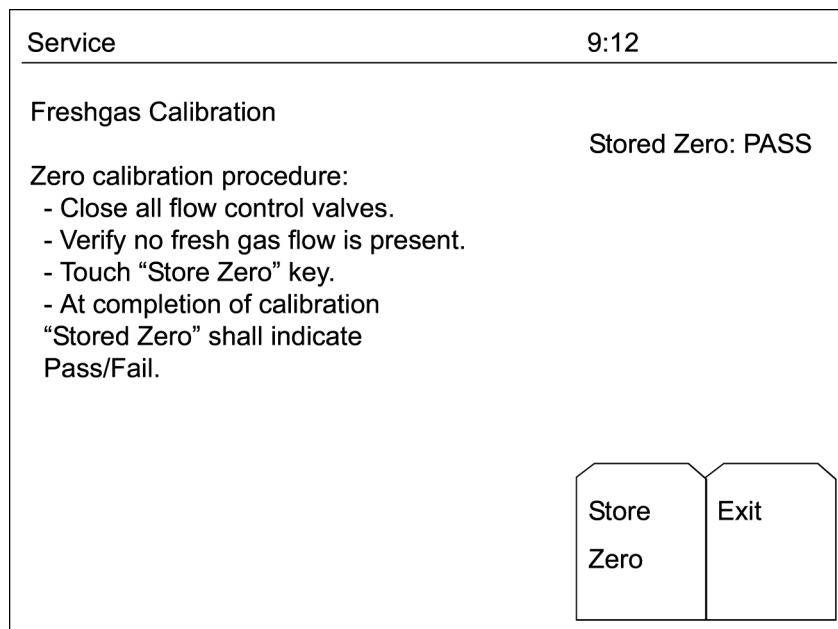 Service 9:12
Freshgas Calibration
Stored Zero: PASS
Zero calibration procedure:
- Close all flow control valves.
- Verify no fresh gas flow is present.
- Touch “Store Zero” key.
- At completion of calibration
“Stored Zero” shall indicate
Pass/Fail.
Store
Zero
Exit